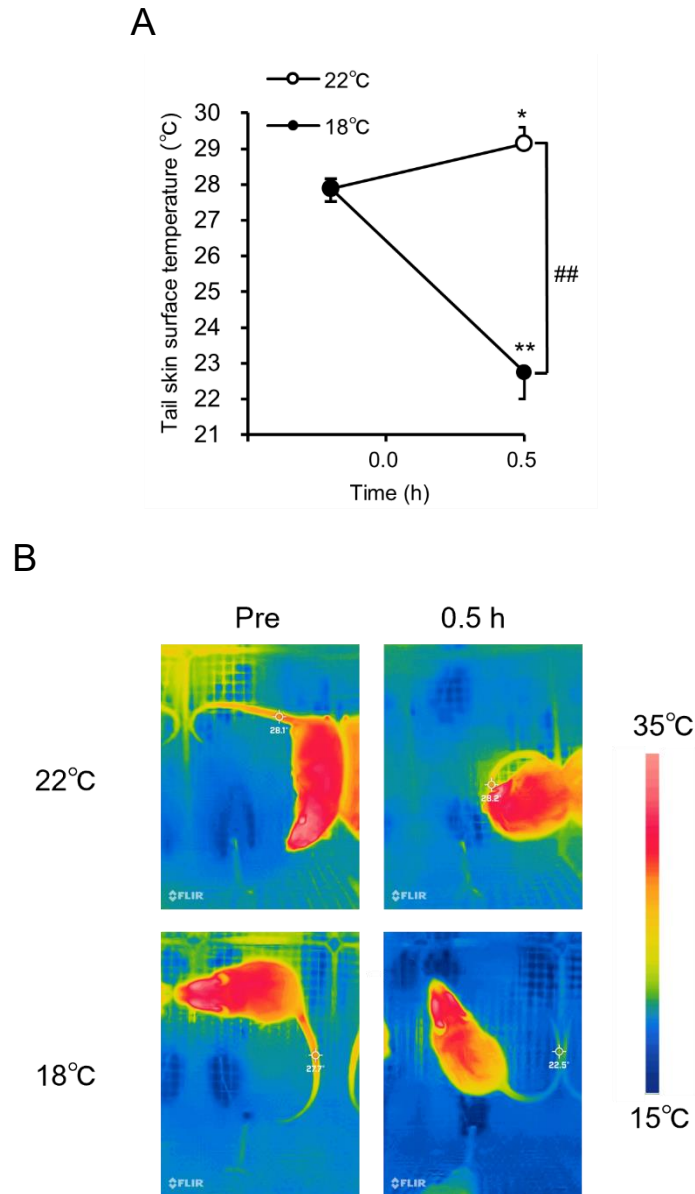 A
22℃
18℃
Tail skin surface temperature (℃)
30
29
28
27
26
25
24
23
22
21
*
**
##
0.0
0.5
Time (h)
B
Pre
0.5 h
22℃
28.1°
FLIR
28.2°
FLIR
18℃
27.7°
FLIR
22.5°
FLIR
35℃
15℃